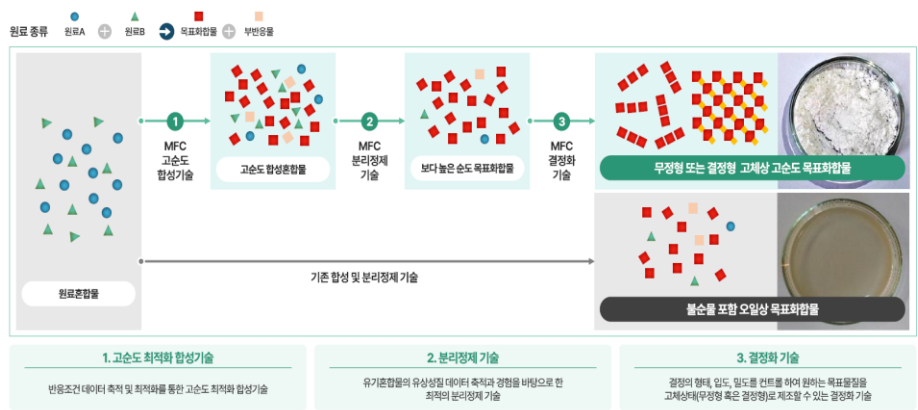 원료 종류 원료A 원료B 목표화합물 부반응물
1
MFC
고순도
합성기술
고순도 합성혼합물
2
MFC
분리정제
기술
보다 높은 순도 목표화합물
3
MFC
결정화
기술
무정형 또는 결정형 고체상 고순도 목표화합물
원료혼합물
기존 합성 및 분리정제 기술
불순물 포함 오일상 목표화합물
1. 고순도 최적화 합성기술
반응조건 데이터 축적 및 최적화를 통한 고순도 최적화 합성기술
2. 분리정제 기술
유기혼합물의 유상성질 데이터 축적과 경험을 바탕으로 한
최적의 분리정제 기술
3. 결정화 기술
결정의 형태, 입도, 밀도를 컨트롤 하여 원하는 목표물질을
고체상태(무정형 혹은 결정형)로 제조할 수 있는 결정화 기술